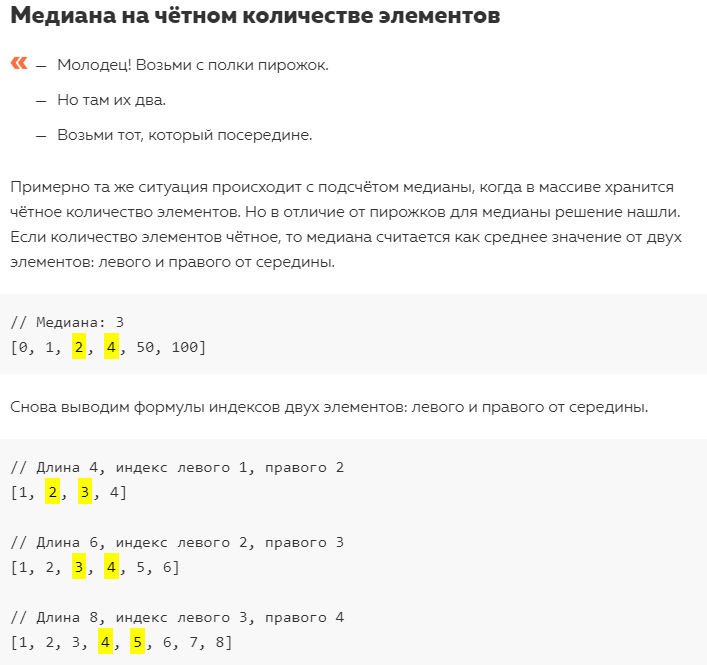 Медиана на чётном количестве элементов
« — Молодец! Возьми с полки пирожок.
— Но там их два.
— Возьми тот, который посередине.
Примерно та же ситуация происходит с подсчётом медианы, когда в массиве хранится
чётное количество элементов. Но в отличие от пирожков для медианы решение нашли.
Если количество элементов чётное, то медиана считается как среднее значение от двух
элементов: левого и правого от середины.
// Медиана: 3
[0, 1, 2, 4, 50, 100]
Снова выводим формулы индексов двух элементов: левого и правого от середины.
// Длина 4, индекс левого 1, правого 2
[1, 2, 3, 4]
// Длина 6, индекс левого 2, правого 3
[1, 2, 3, 4, 5, 6]
// Длина 8, индекс левого 3, правого 4
[1, 2, 3, 4, 5, 6, 7, 8]